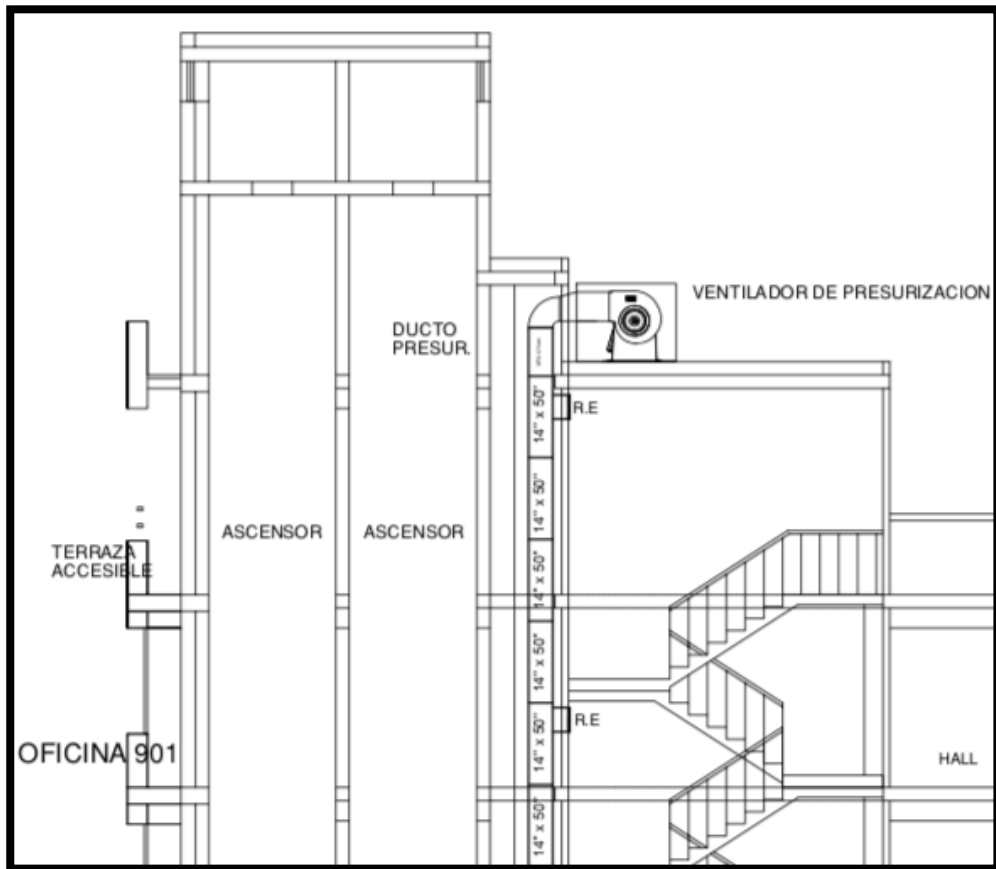 VENTILADOR DE PRESURIZACION
DUCTO
PRESUR.
14" x 50"
R.E
14" x 50"
ASCENSOR
ASCENSOR
TERRAZA
ACCESIBLE
14" x 50"
14" x 50"
R.E
14" x 50"
OFICINA 901
HALL
14" x 50"